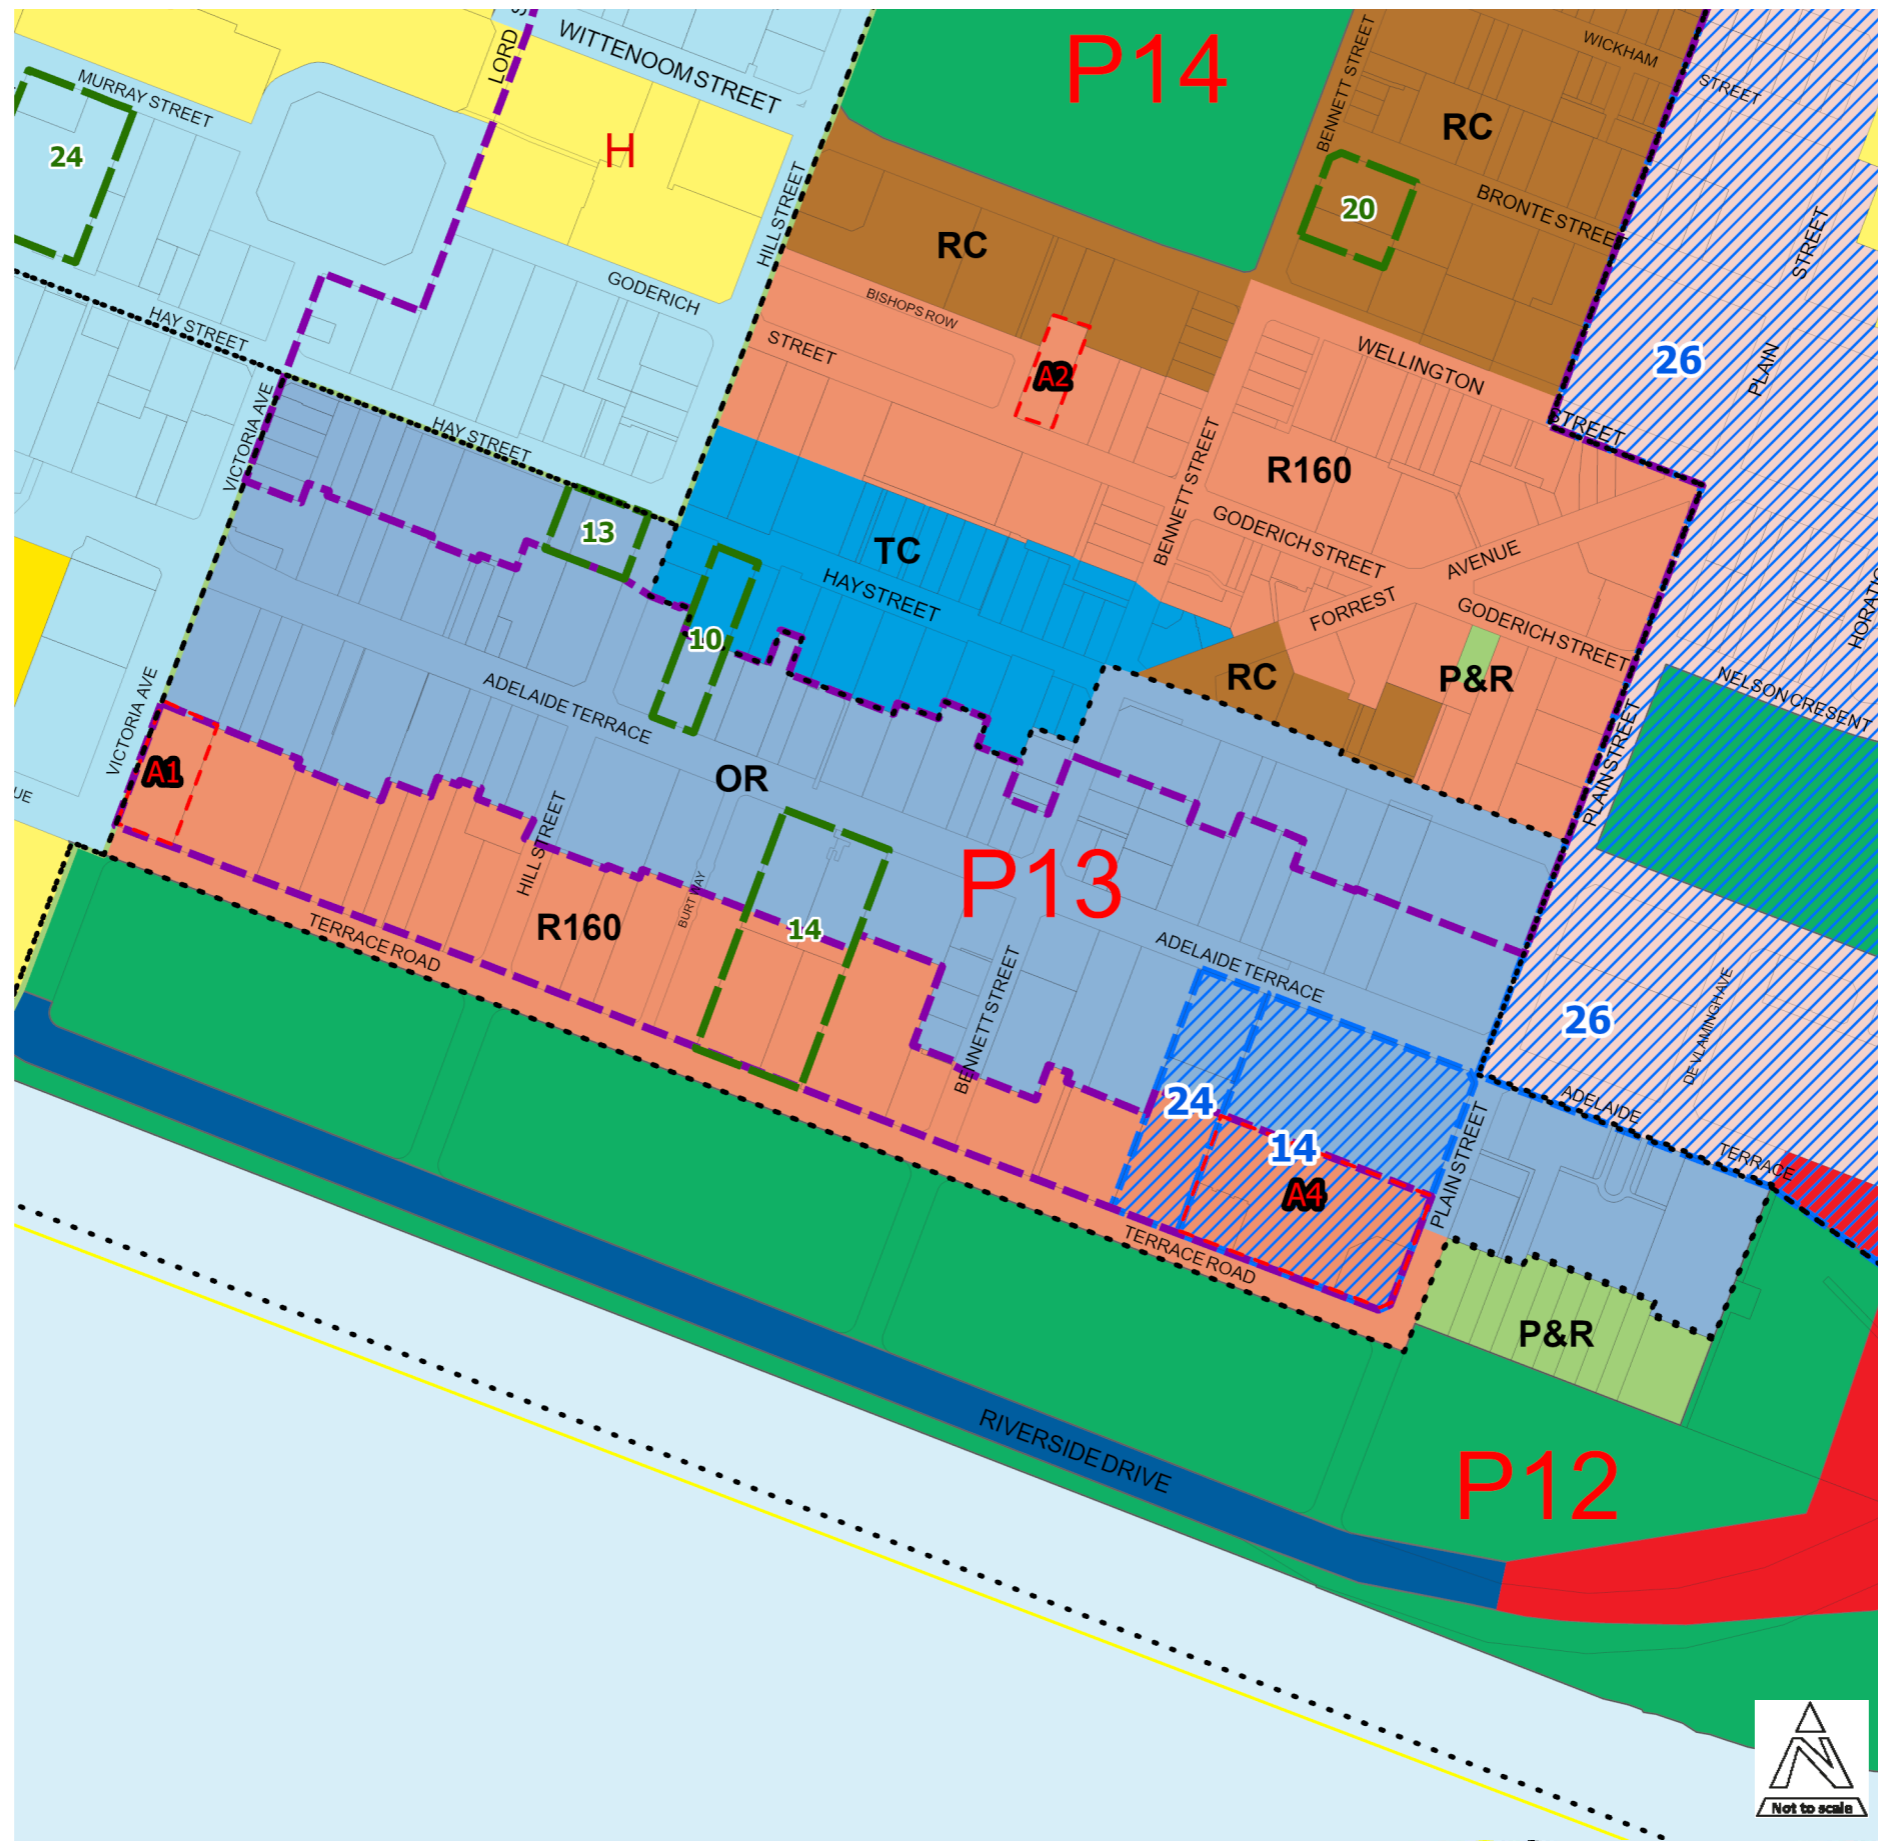 LORD
WITTENOOM STREET
P14
BENNETT STREET
WICKHAM
STREET
MURRAY STREET
24
H
HILL STREET
RC
20
BRONTE STREET
PLAIN
STREET
RC
GODERICH
STREET
BISHOPS ROW
HAY STREET
A2
WELLINGTON
STREET
26
VICTORIA AVE
HAY STREET
BENNETT STREET
R160
13
TC
HAY STREET
GODERICH STREET
AVENUE
FORREST
GODERICH STREET
10
RC
P&R
NELSON CRESENT
VICTORIA AVE
ADELAIDE TERRACE
PLAIN STREET
A1
OR
UE
HILL STREET
P13
BURT WAY
R160
14
TERRACE ROAD
BENNETT STREET
ADELAIDE TERRACE
26
DEVLAMINGH AVE
24
14
A4
PLAIN STREET
ADELAIDE
TERRACE
TERRACE ROAD
P&R
RIVERSIDE DRIVE
P12
N
Not to scale